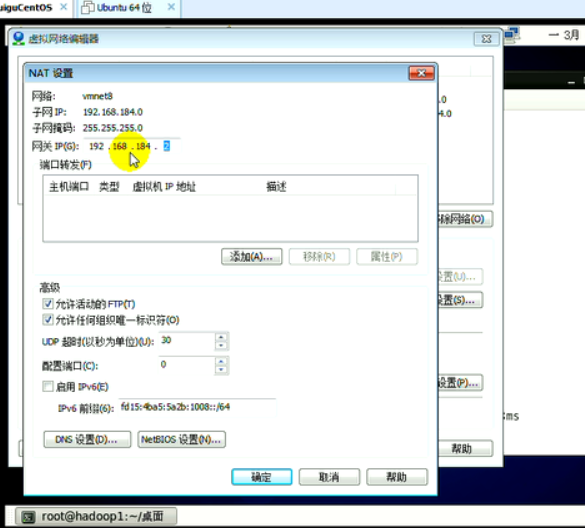 uiguCentOS × Ubuntu 64 位 ×
虚拟网络编辑器
一 3月
NAT 设置
网络: vmnet8
子网 IP: 192.168.184.0
子网掩码: 255.255.255.0
网关 IP(G): 192 . 168 . 184 . 2
.0
4.0
端口转发(F)
主机端口 类型 虚拟机 IP 地址 描述
移除网络(O)
添加(A)... 移除(R) 属性(P)
高级
置(U)...
允许活动的 FTP(T)
置(S)...
允许任何组织唯一标识符(O)
UDP 超时(以秒为单位)(U): 30
配置端口(C): 0
启用 IPv6(E)
设置(P)...
IPv6 前缀(6): fd15:4ba5:5a2b:1008::/64
ms
DNS 设置(D)... NetBIOS 设置(N)...
帮助
确定 取消 帮助
root@hadoop1:~/桌面